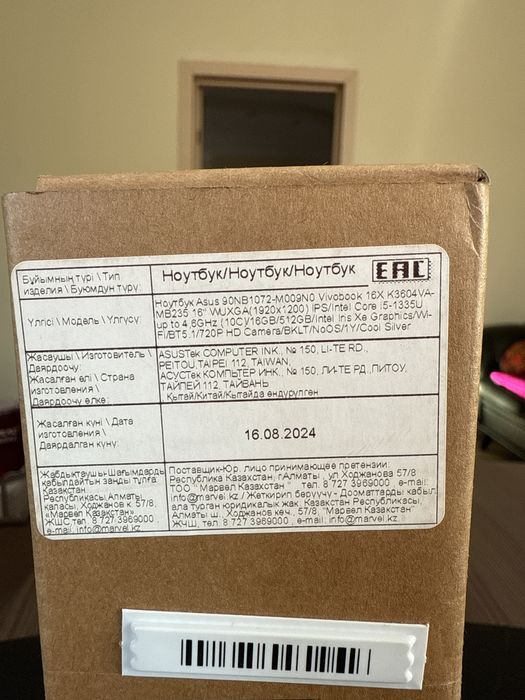 Бұйымның түрі \ Тип
изделия \ Буюмдун түрү:
Ноутбук/Ноутбук/Ноутбук
EAC
Үлгісі \ Модель \ Үлгүсү:
Ноутбук Asus 90NB1072-M009N0 Vivobook 16X K3604VA-
MB235 16" WUXGA(1920x1200) IPS/Intel Core i5-1335U
up to 4,6GHz (10C)/16GB/512GB/Intel Iris Xe Graphics/WI-
FI/BT5.1/720P HD Camera/BKLT/NoOS/1Y/Cool Silver
Жасаушы \ Изготовитель \
Даярдоочу:
Жасалған елі \ Страна
изготовления \
Даярдоочу өлкө:
ASUSTек COMPUTER ИНК., № 150, LI-TE RD.,
PEITOU,TAIPEI 112, TAIWAN,
АСУСТек КОМПЬТЕР ИНК., № 150, ЛИ-ТЕ РД.,ПИТОУ,
ТАЙПЕЙ 112, ТАЙВАНЬ
Қытай/Китай/Кытайда өндүрүлген
Жасалған күні \ Дата
изготовления \
Даярдалган күнү:
16.08.2024
Жабдықтаушы-Шағымдарды
қабылдайтын заңды тұлға:
Қазақстан
Республикасы,Алматы
қаласы, Ходжанов к. 57/8,
«Марвел Қазақстан»
ЖШС тел. 8 727 3969000 ,
e-mail: info@marvel.kz
Поставщик-Юр. лицо принимающее претензии:
Республика Казахстан, г.Алматы , ул.Ходжанова 57/8
ТОО " Марвел Казахстан " тел. 8 727 3969000 , e-mail:
info@marvel.kz / Жеткирип берүүчү - Дооматтарды кабыл
ала турган юридикалык жак. Казахстан Республикасы,
Алматы ш., Ходжанов көч., 57/8, "Марвел Казахстан"
ЖЧШ, тел. 8 727 3969000 , e-mail: info@marvel.kz